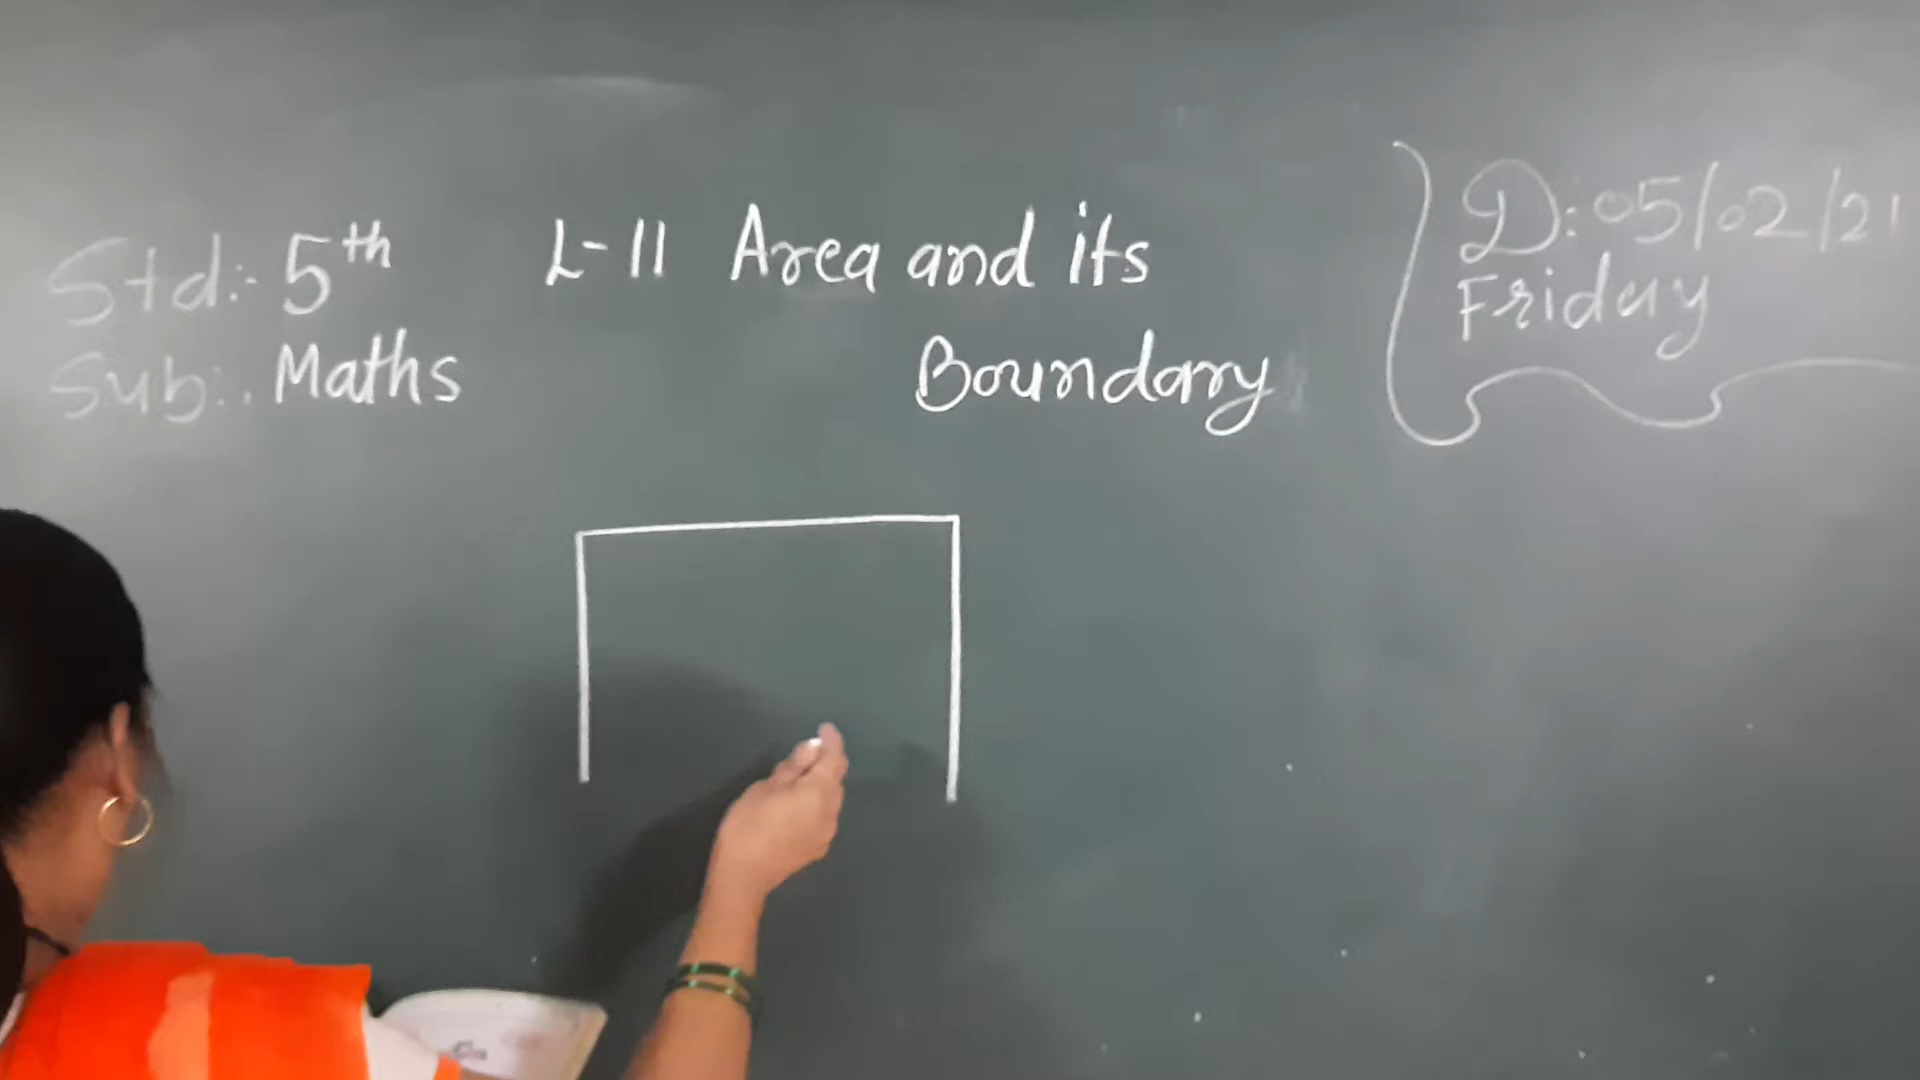 Std:- 5th
Sub:. Maths
L-11 Area and its
Boundary
D: 05/02/21
Friday